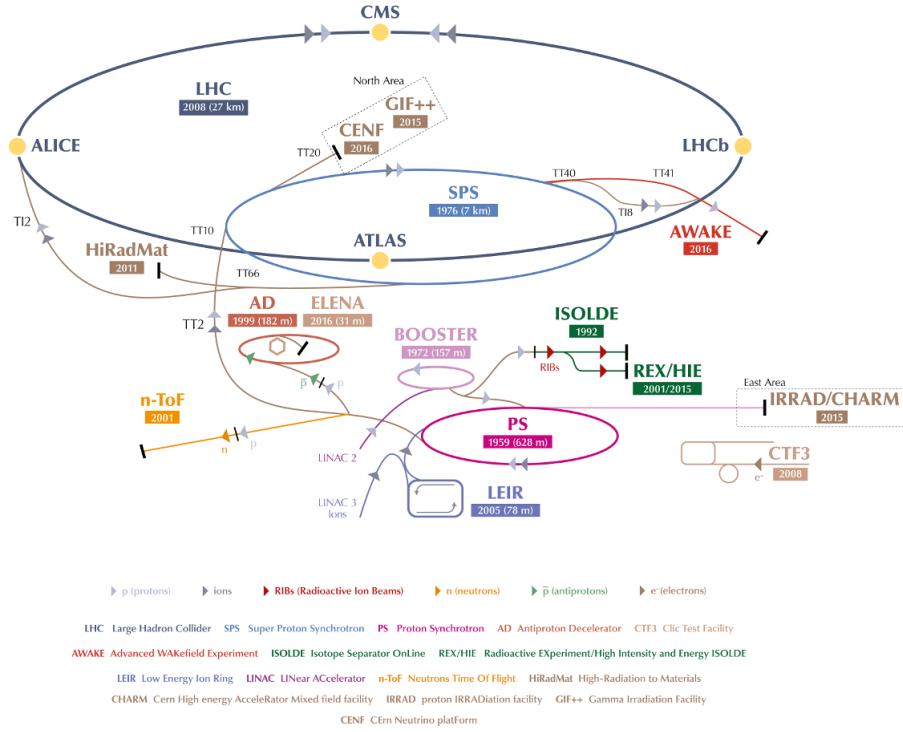 CMS
LHC
2008 (27 km)
North Area
GIF++
2015
CENF
2016
TT20
ALICE
LHCb
TT40
TT41
SPS
1976 (7 km)
TI8
TI2
TT10
ATLAS
AWAKE
2016
HiRadMat
2011
TT66
AD
1999 (182 m)
ELENA
2016 (31 m)
TT2
BOOSTER
1972 (157 m)
ISOLDE
1992
RIBs
REX/HIE
2001/2015
p̅
p
East Area
IRRAD/CHARM
2015
n-ToF
2001
n
p
PS
1959 (628 m)
LINAC 2
CTF3
2008
e-
LINAC 3
Ions
LEIR
2005 (78 m)
p (protons) ions RIBs (Radioactive Ion Beams) n (neutrons) p̅ (antiprotons) e- (electrons)
LHC Large Hadron Collider SPS Super Proton Synchrotron PS Proton Synchrotron AD Antiproton Decelerator CTF3 Clic Test Facility
AWAKE Advanced WAKefield Experiment ISOLDE Isotope Separator OnLine REX/HIE Radioactive EXperiment/High Intensity and Energy ISOLDE
LEIR Low Energy Ion Ring LINAC LINear ACcelerator n-ToF Neutrons Time Of Flight HiRadMat High-Radiation to Materials
CHARM Cern High energy AcceleRator Mixed field facility IRRAD proton IRRADiation facility GIF++ Gamma Irradiation Facility
CENF CErn Neutrino platForm